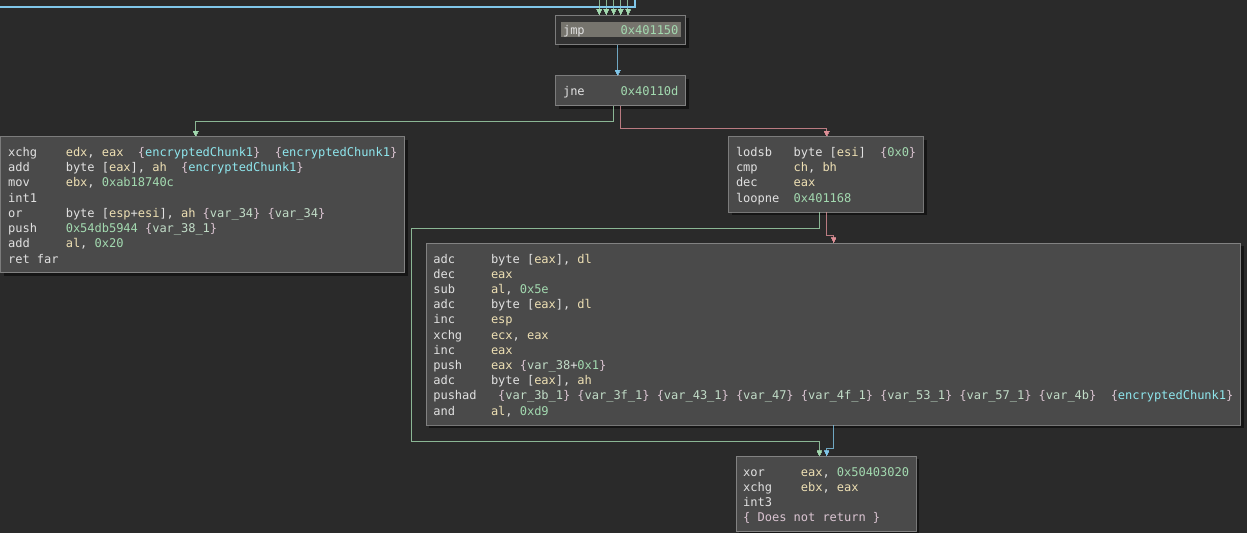 jmp 0x401150
jne 0x40110d
xchg edx, eax {encryptedChunk1} {encryptedChunk1}
add byte [eax], ah {encryptedChunk1}
mov ebx, 0xab18740c
int1
or byte [esp+esi], ah {var_34} {var_34}
push 0x54db5944 {var_38_1}
add al, 0x20
ret far
lodsb byte [esi] {0x0}
cmp ch, bh
dec eax
loopne 0x401168
adc byte [eax], dl
dec eax
sub al, 0x5e
adc byte [eax], dl
inc esp
xchg ecx, eax
inc eax
push eax {var_38+0x1}
adc byte [eax], ah
pushad {var_3b_1} {var_3f_1} {var_43_1} {var_47} {var_4f_1} {var_53_1} {var_57_1} {var_4b} {encryptedChunk1}
and al, 0xd9
xor eax, 0x50403020
xchg ebx, eax
int3
{ Does not return }